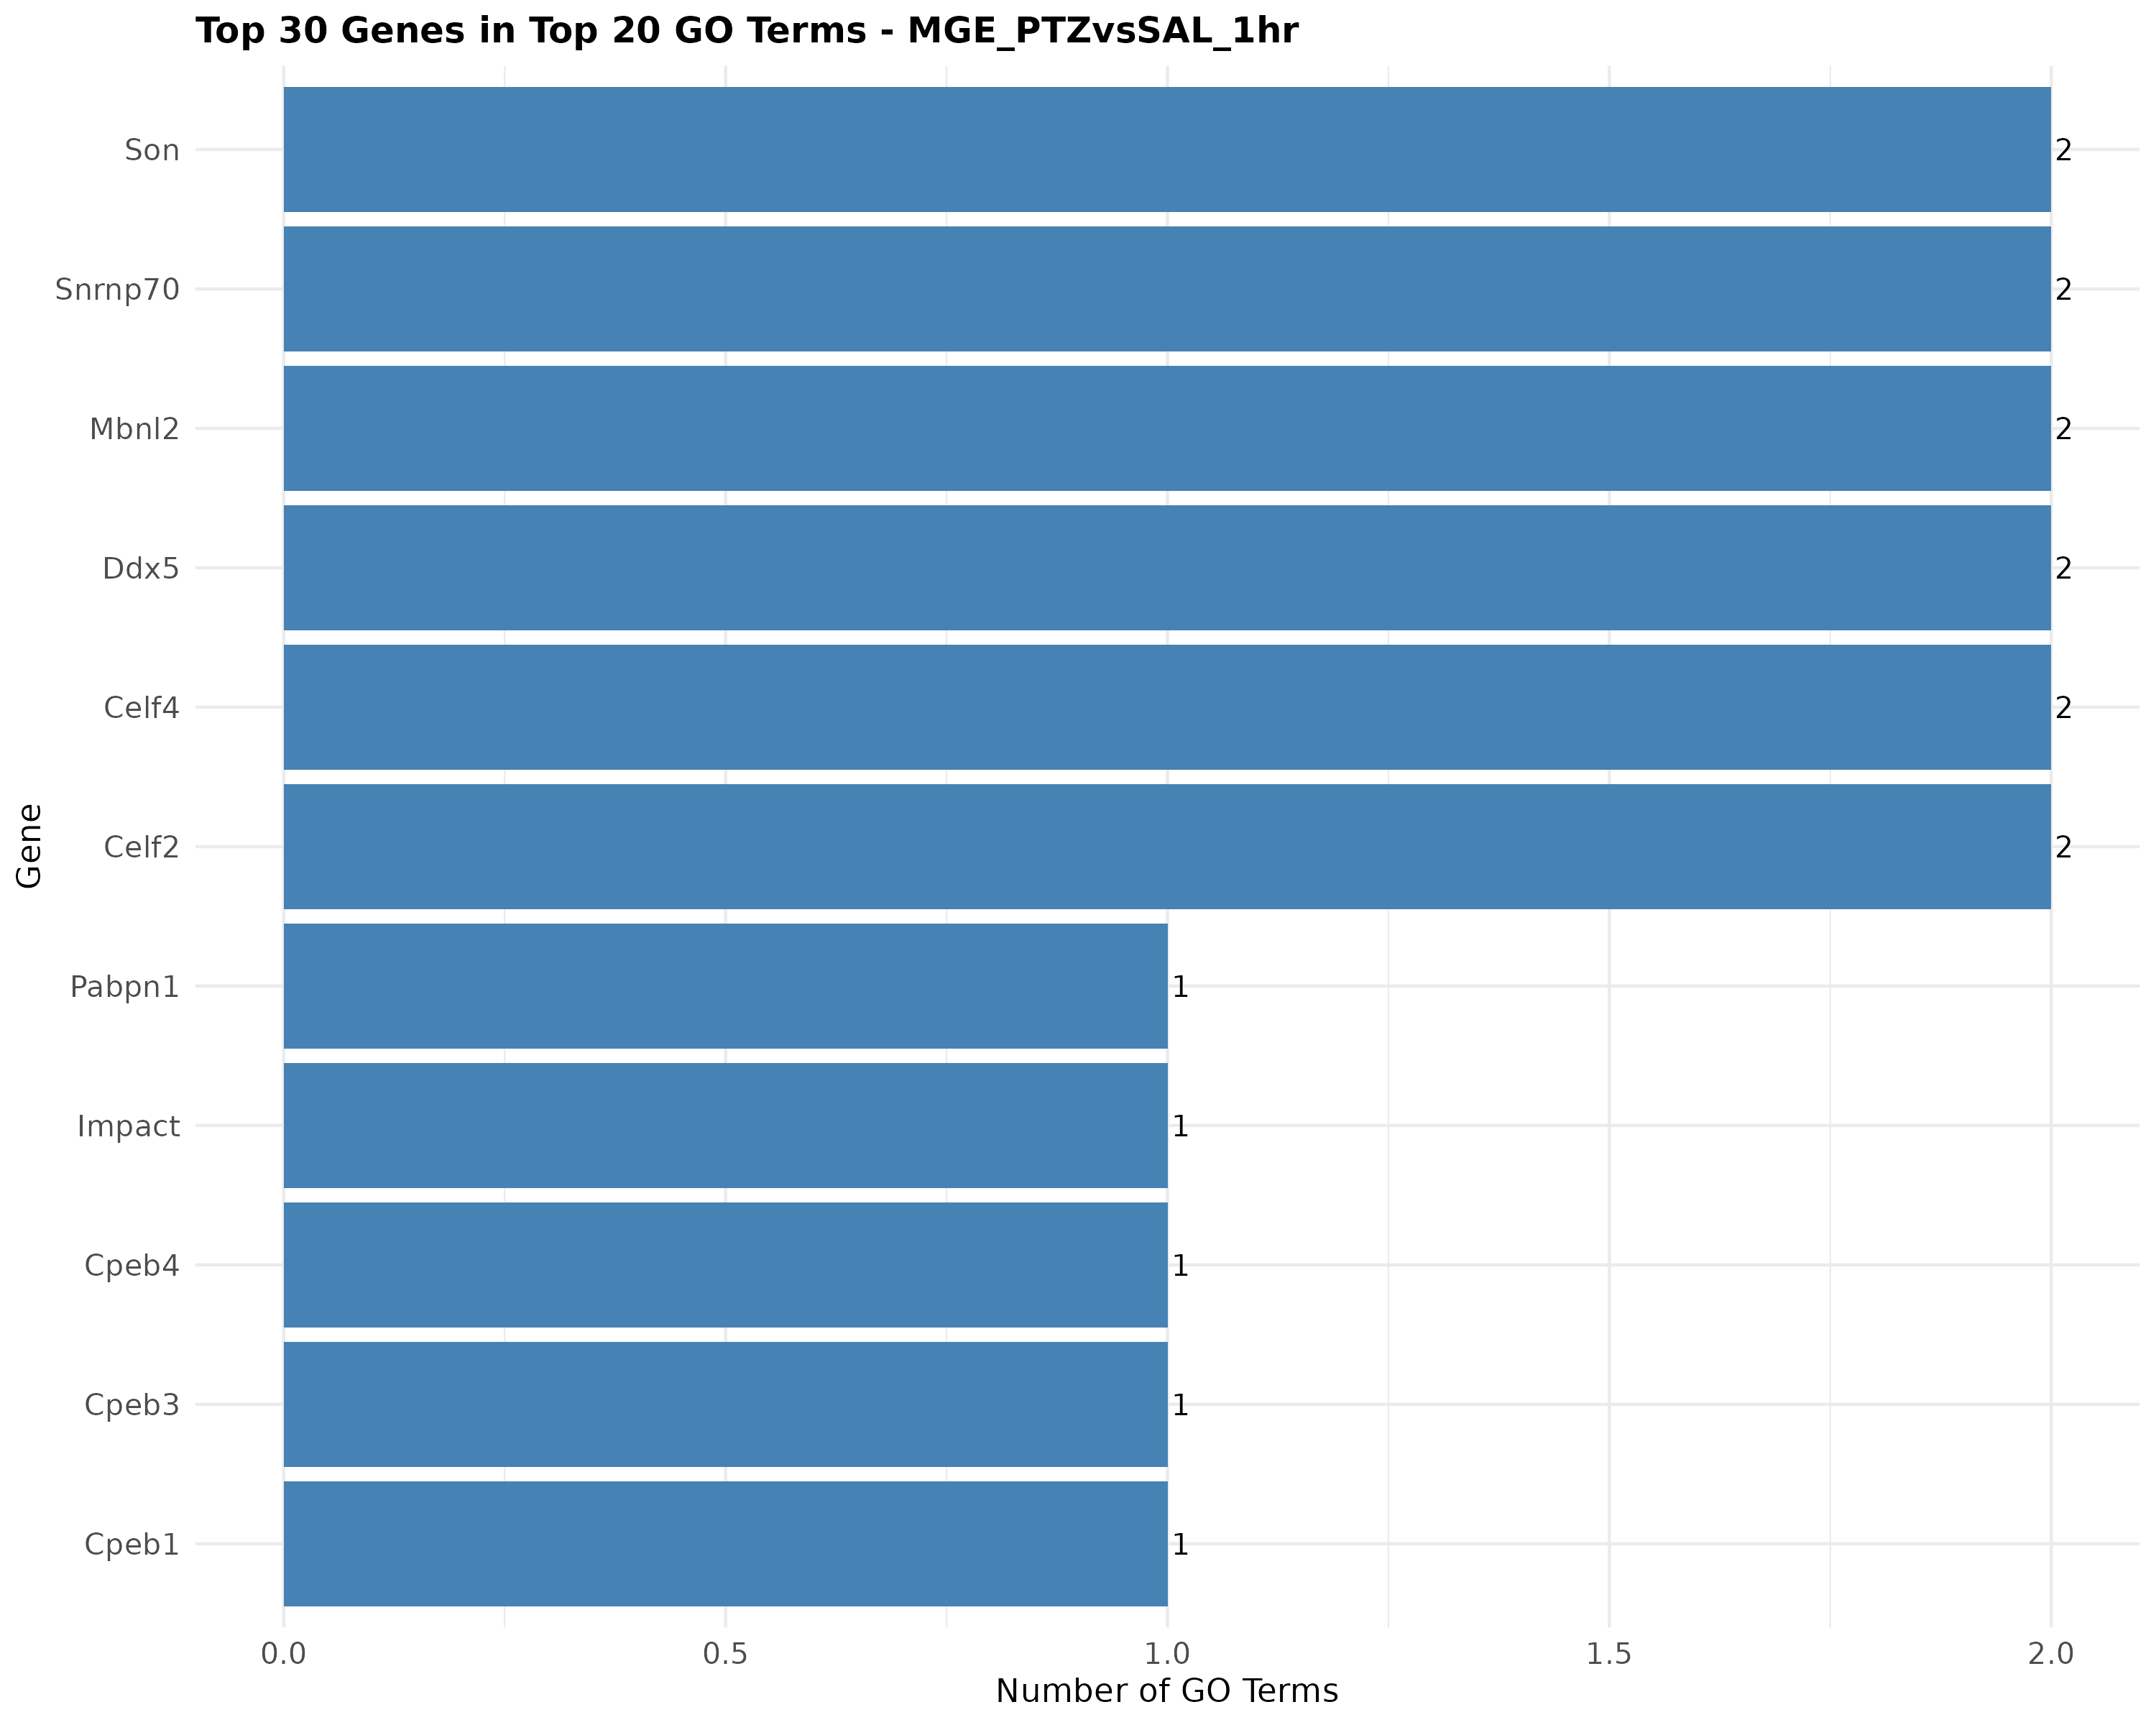 Top 30 Genes in Top 20 GO Terms - MGE_PTZvsSAL_1hr
Son
2
Snrnp70
2
Mbnl2
2
Ddx5
2
Celf4
2
Celf2
2
Gene
Pabpn1
1
Impact
1
Cpeb4
1
Cpeb3
1
Cpeb1
1
0.0 0.5 1.0 1.5 2.0
Number of GO Terms